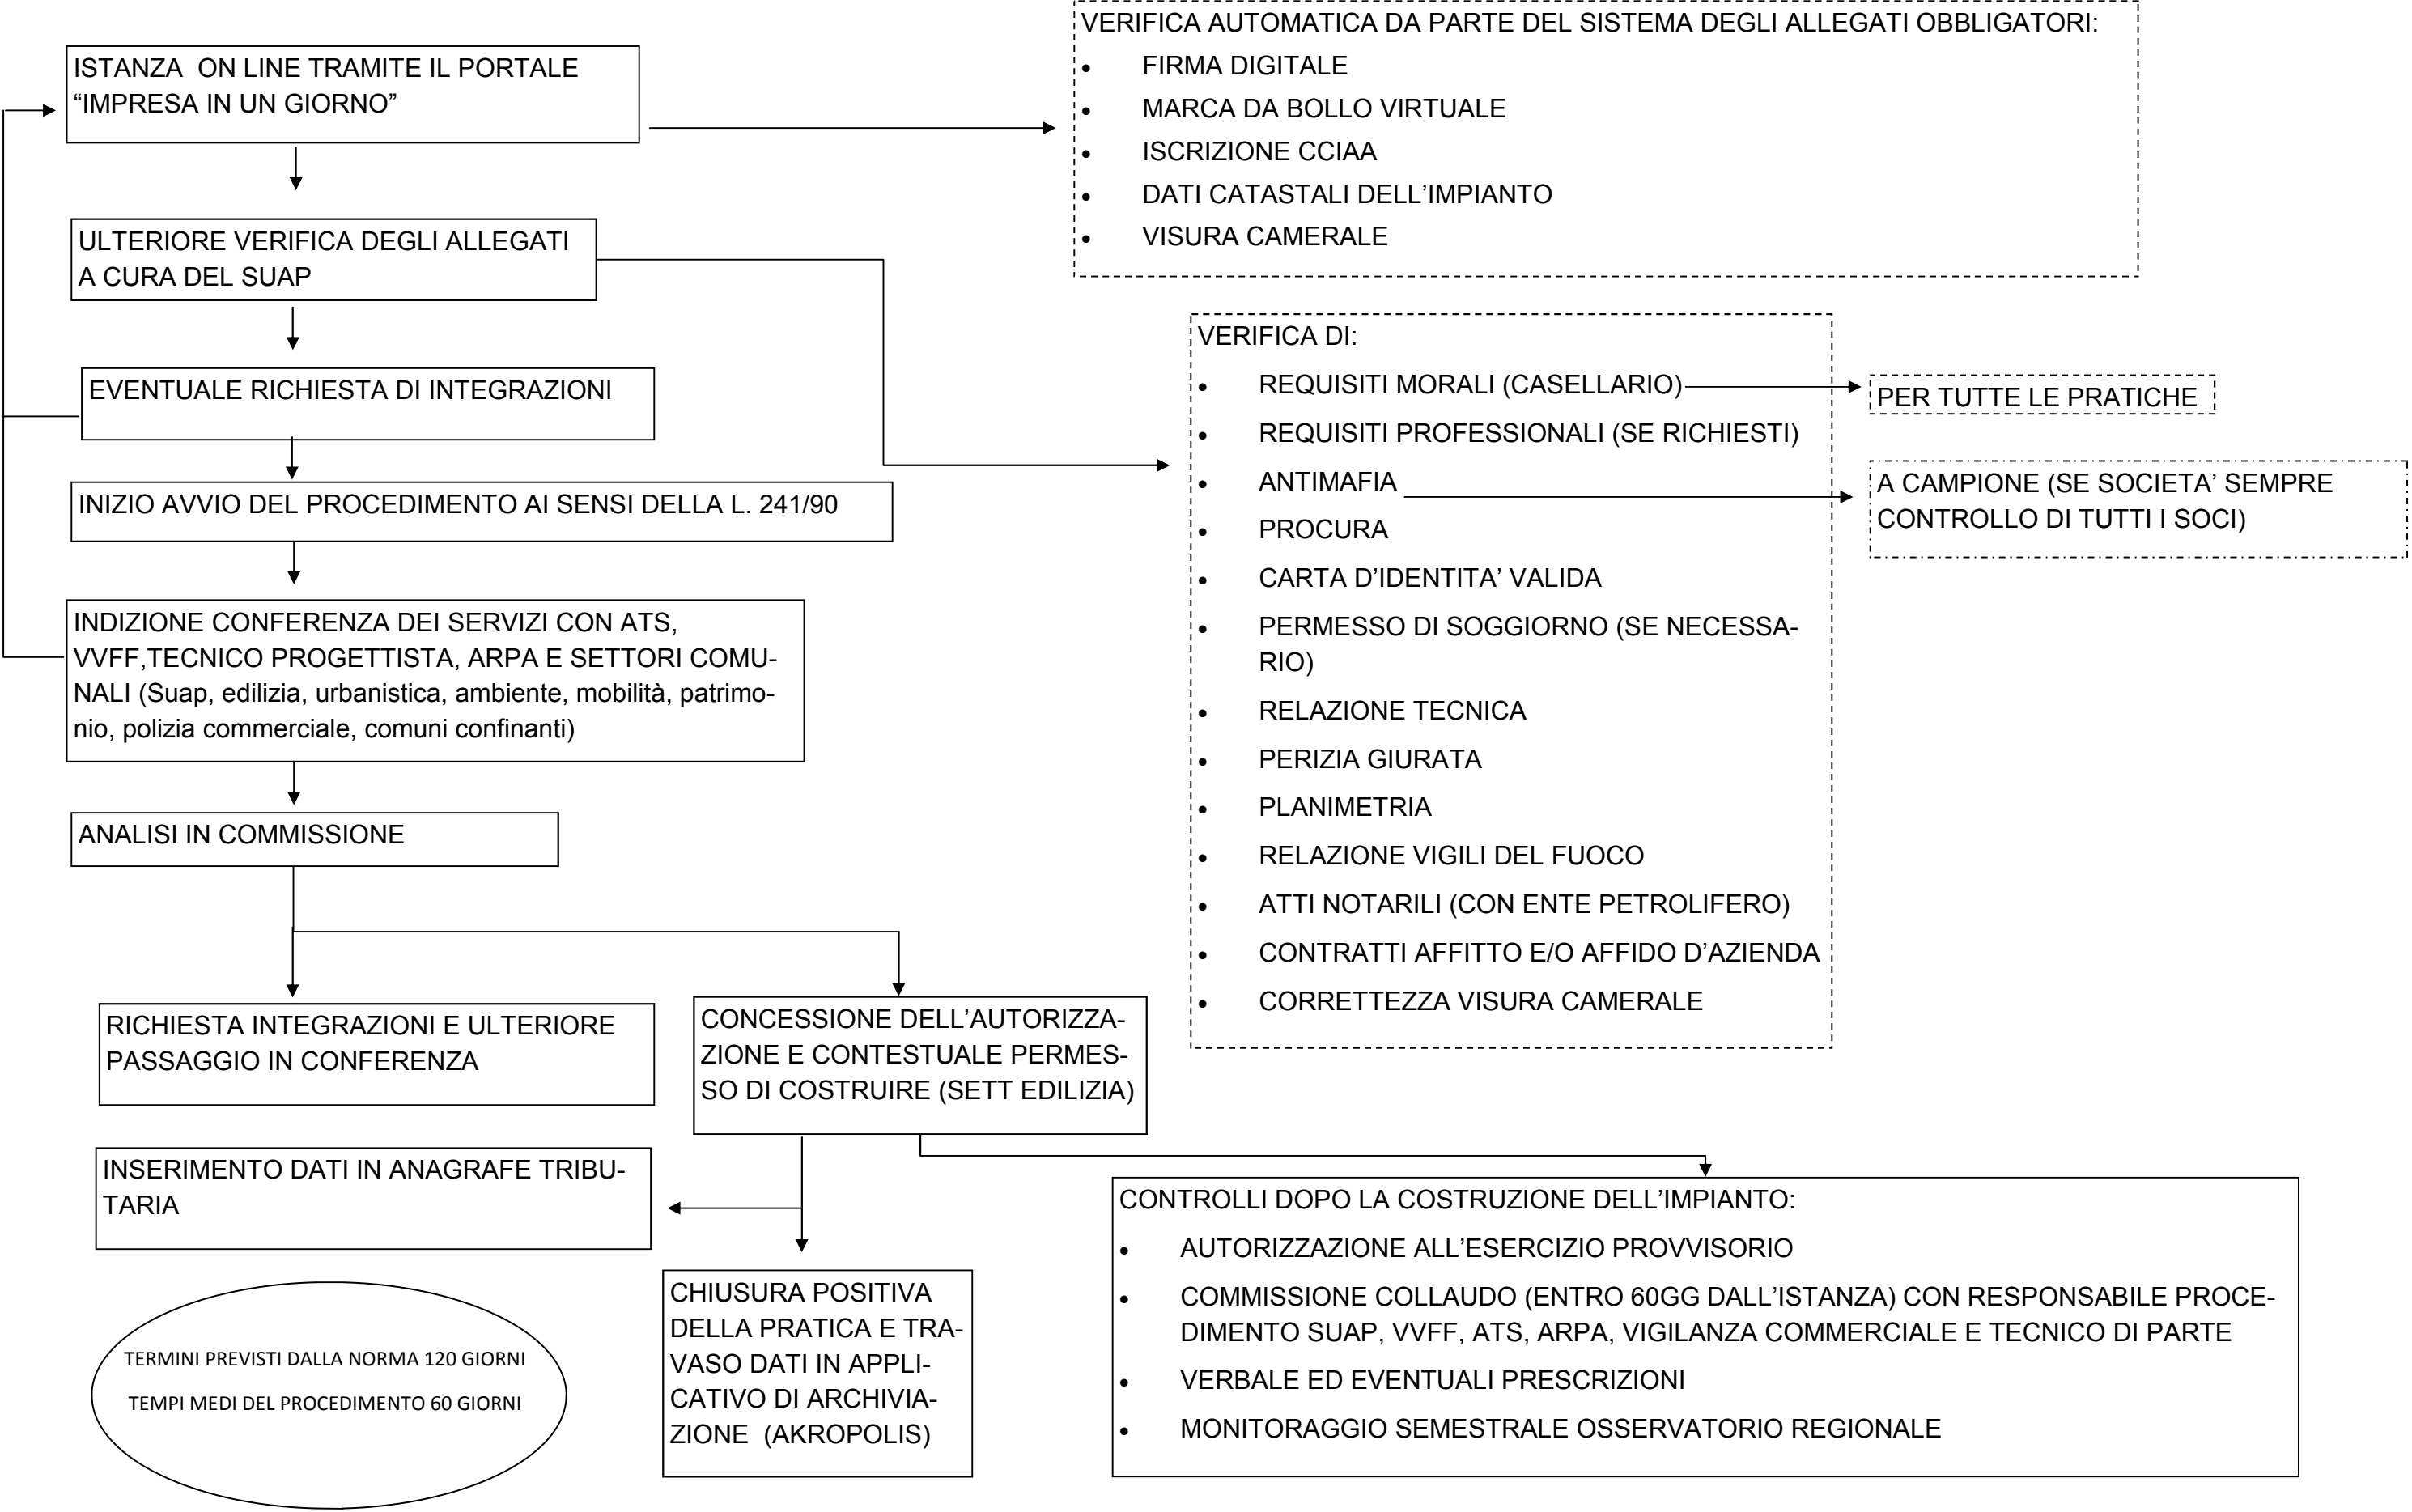 ISTANZA  ON LINE TRAMITE IL PORTALE
“IMPRESA IN UN GIORNO”
VERIFICA AUTOMATICA DA PARTE DEL SISTEMA DEGLI ALLEGATI OBBLIGATORI:
• FIRMA DIGITALE
• MARCA DA BOLLO VIRTUALE
• ISCRIZIONE CCIAA
• DATI CATASTALI DELL’IMPIANTO
• VISURA CAMERALE
ULTERIORE VERIFICA DEGLI ALLEGATI
A CURA DEL SUAP
VERIFICA DI:
• REQUISITI MORALI (CASELLARIO)
• REQUISITI PROFESSIONALI (SE RICHIESTI)
• ANTIMAFIA
• PROCURA
• CARTA D’IDENTITA’ VALIDA
• PERMESSO DI SOGGIORNO (SE NECESSA-
RIO)
• RELAZIONE TECNICA
• PERIZIA GIURATA
• PLANIMETRIA
• RELAZIONE VIGILI DEL FUOCO
• ATTI NOTARILI (CON ENTE PETROLIFERO)
• CONTRATTI AFFITTO E/O AFFIDO D’AZIENDA
• CORRETTEZZA VISURA CAMERALE
PER TUTTE LE PRATICHE
A CAMPIONE (SE SOCIETA’ SEMPRE
CONTROLLO DI TUTTI I SOCI)
EVENTUALE RICHIESTA DI INTEGRAZIONI
INIZIO AVVIO DEL PROCEDIMENTO AI SENSI DELLA L. 241/90
INDIZIONE CONFERENZA DEI SERVIZI CON ATS,
VVFF,TECNICO PROGETTISTA, ARPA E SETTORI COMU-
NALI (Suap, edilizia, urbanistica, ambiente, mobilità, patrimo-
nio, polizia commerciale, comuni confinanti)
ANALISI IN COMMISSIONE
RICHIESTA INTEGRAZIONI E ULTERIORE
PASSAGGIO IN CONFERENZA
CONCESSIONE DELL’AUTORIZZA-
ZIONE E CONTESTUALE PERMES-
SO DI COSTRUIRE (SETT EDILIZIA)
INSERIMENTO DATI IN ANAGRAFE TRIBU-
TARIA
CHIUSURA POSITIVA
DELLA PRATICA E TRA-
VASO DATI IN APPLI-
CATIVO DI ARCHIVIA-
ZIONE  (AKROPOLIS)
CONTROLLI DOPO LA COSTRUZIONE DELL’IMPIANTO:
• AUTORIZZAZIONE ALL’ESERCIZIO PROVVISORIO
• COMMISSIONE COLLAUDO (ENTRO 60GG DALL’ISTANZA) CON RESPONSABILE PROCE-
DIMENTO SUAP, VVFF, ATS, ARPA, VIGILANZA COMMERCIALE E TECNICO DI PARTE
• VERBALE ED EVENTUALI PRESCRIZIONI
• MONITORAGGIO SEMESTRALE OSSERVATORIO REGIONALE
TERMINI PREVISTI DALLA NORMA 120 GIORNI
TEMPI MEDI DEL PROCEDIMENTO 60 GIORNI